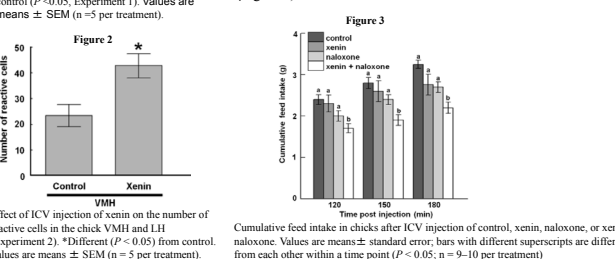 control (P <0.05, Experiment 1). Values are
means ± SEM (n =5 per treatment).
Figure 2
Number of reactive cells
50
40
30
20
10
0
*
Control Xenin
VMH
ffect of ICV injection of xenin on the number of
active cells in the chick VMH and LH
xperiment 2). *Different (P < 0.05) from control.
alues are means ± SEM (n = 5 per treatment).
Figure 3
Cumulative feed intake (g)
4
3
2
1
0
control
xenin
naloxone
xenin + naloxone
a a a b
a a a b
a a a b
120 150 180
Time post injection (min)
Cumulative feed intake in chicks after ICV injection of control, xenin, naloxone, or xe
naloxone. Values are means ± standard error; bars with different superscripts are differ
from each other within a time point (P < 0.05; n = 9–10 per treatment)